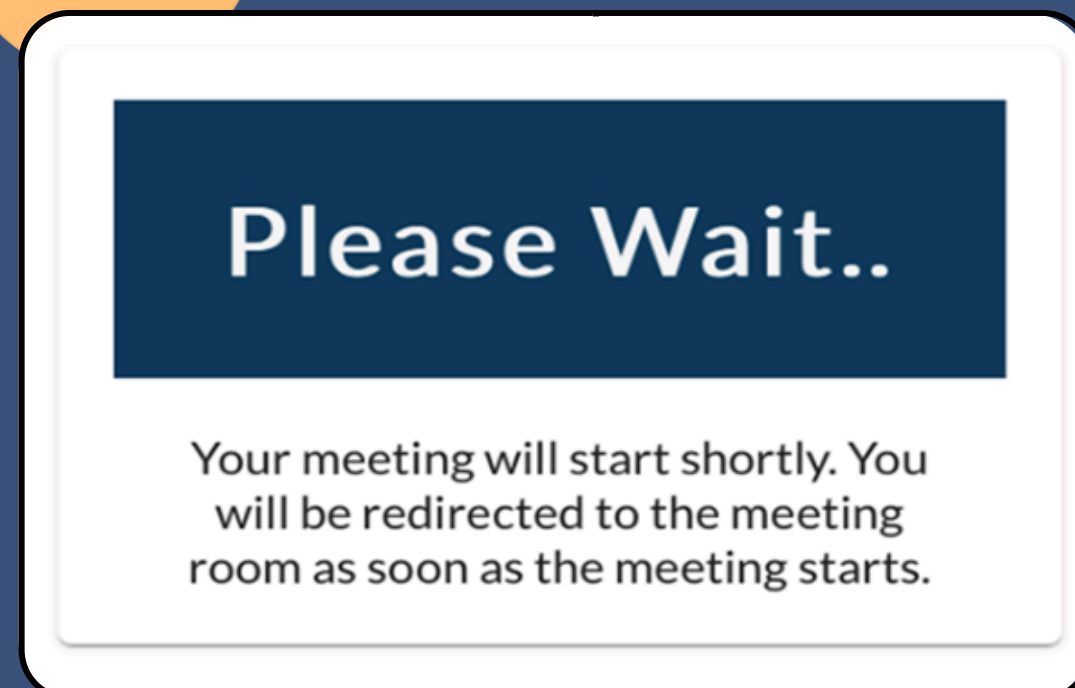 Please Wait..
Your meeting will start shortly. You
will be redirected to the meeting
room as soon as the meeting starts.